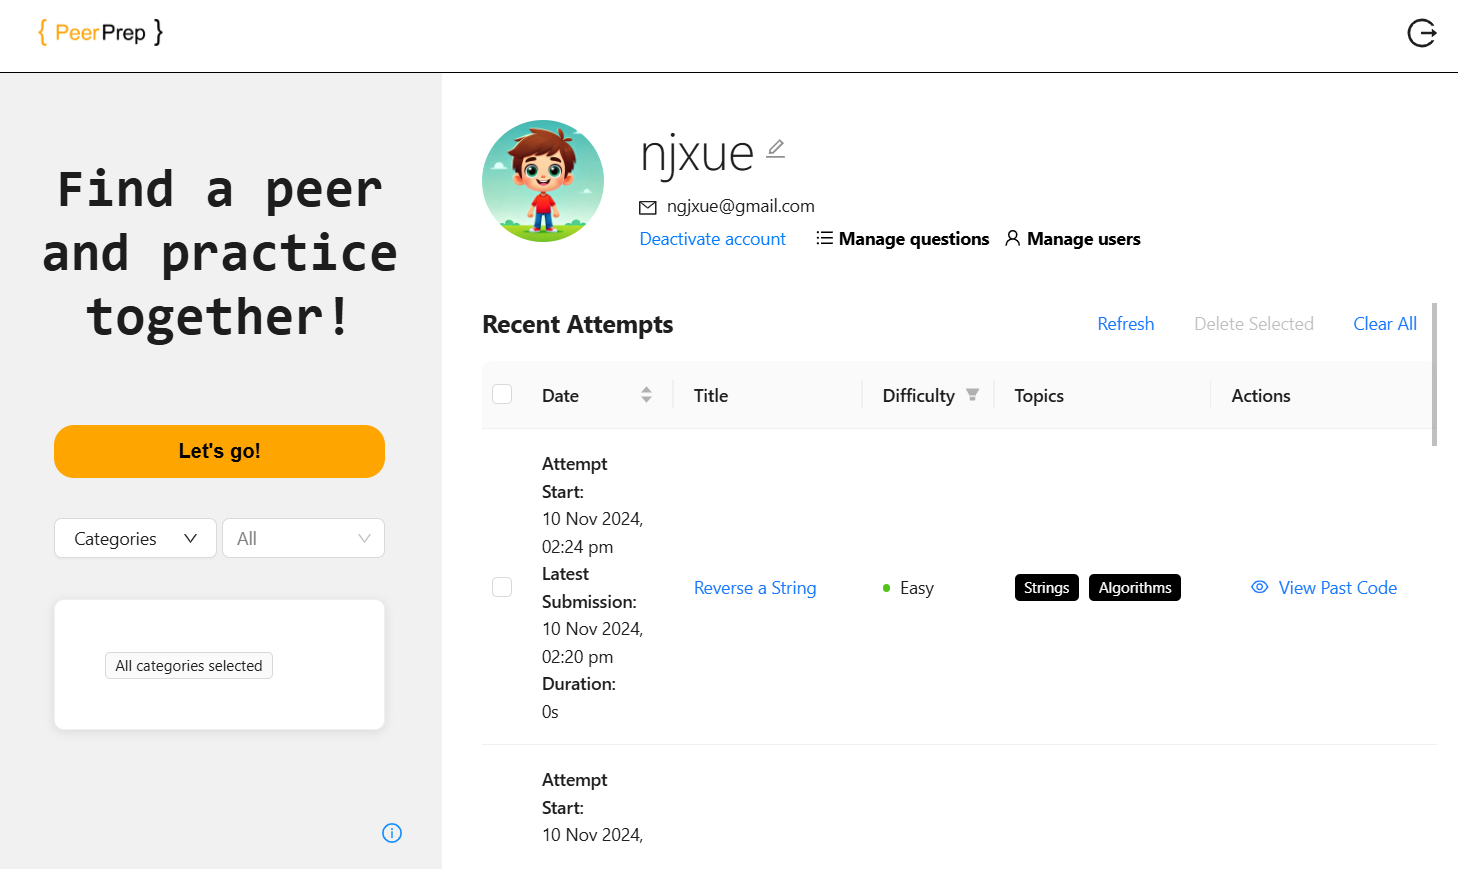 { PeerPrep }
Find a peer
and practice
together!
Let's go!
Categories
All
All categories selected
njxue
ngjxue@gmail.com
Deactivate account
Manage questions
Manage users
Recent Attempts
Refresh
Delete Selected
Clear All
Date
Title
Difficulty
Topics
Actions
Attempt
Start:
10 Nov 2024,
02:24 pm
Latest
Submission:
10 Nov 2024,
02:20 pm
Duration:
0s
Reverse a String
Easy
Strings
Algorithms
View Past Code
Attempt
Start:
10 Nov 2024,